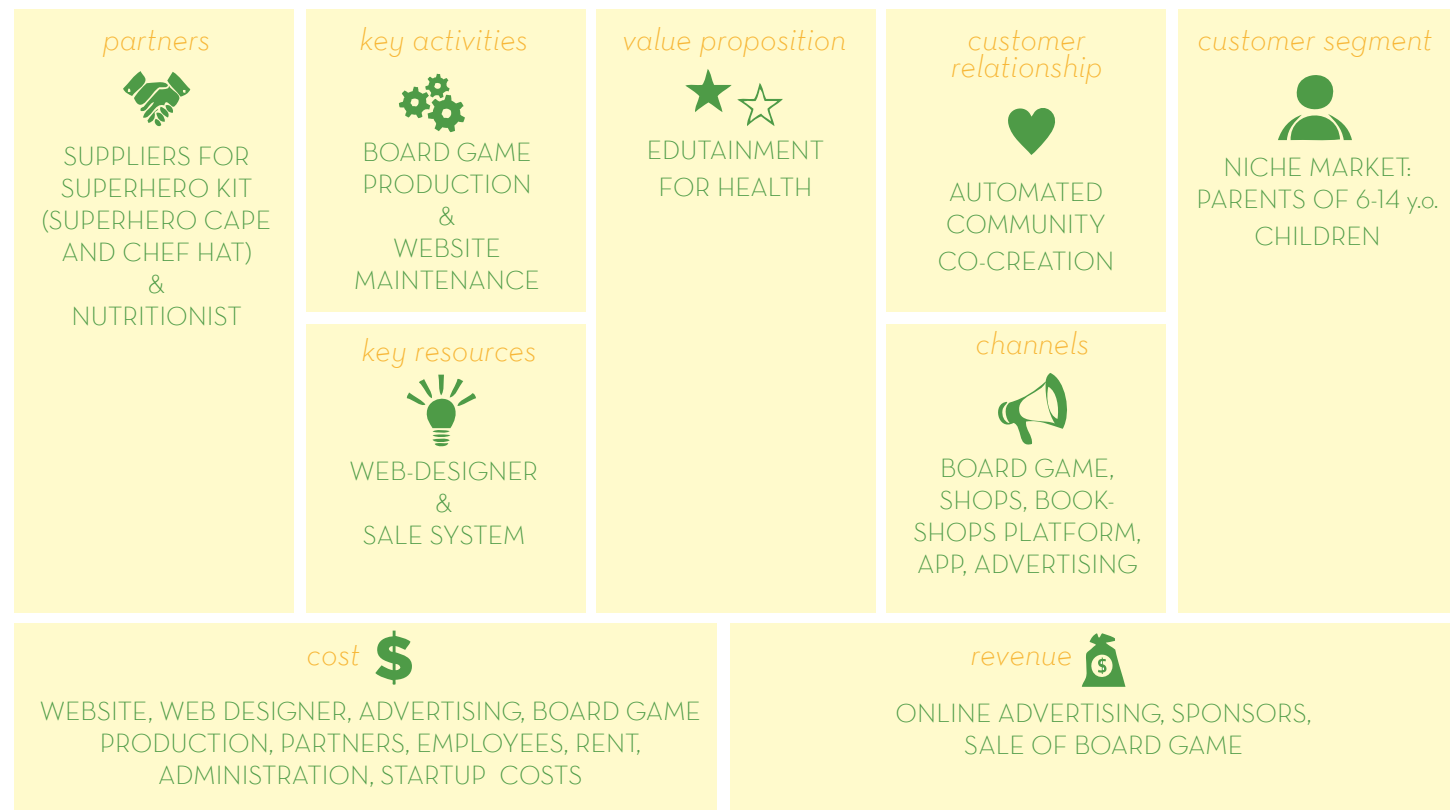 partners
SUPPLIERS FOR
SUPERHERO KIT
(SUPERHERO CAPE
AND CHEF HAT)
&
NUTRITIONIST
key activities
BOARD GAME
PRODUCTION
&
WEBSITE
MAINTENANCE
key resources
WEB-DESIGNER
&
SALE SYSTEM
value proposition
EDUTAINMENT
FOR HEALTH
customer
relationship
AUTOMATED
COMMUNITY
CO-CREATION
channels
BOARD GAME,
SHOPS, BOOK-
SHOPS PLATFORM,
APP, ADVERTISING
customer segment
NICHE MARKET:
PARENTS OF 6-14 y.o.
CHILDREN
cost $
WEBSITE, WEB DESIGNER, ADVERTISING, BOARD GAME
PRODUCTION, PARTNERS, EMPLOYEES, RENT,
ADMINISTRATION, STARTUP COSTS
revenue $
ONLINE ADVERTISING, SPONSORS,
SALE OF BOARD GAME